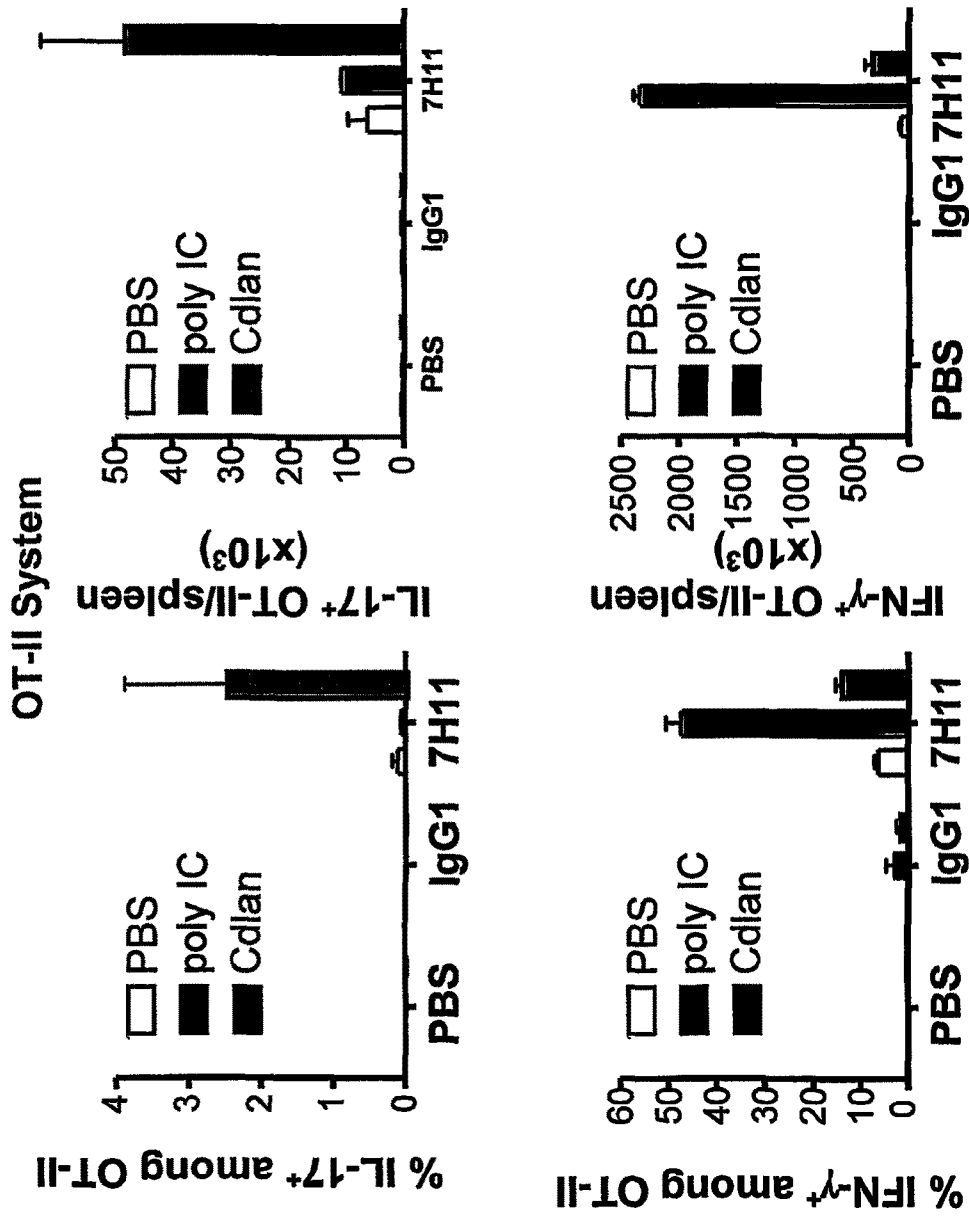 OT-II System
% IL-17⁺ among OT-II
4
3
2
1
0
PBS
poly IC
Cdlan
PBS IgG1 7H11
IL-17⁺ OT-II/spleen
(x10³)
50
40
30
20
10
0
PBS
poly IC
Cdlan
PBS IgG1 7H11
% IFN-γ⁺ among OT-II
60
50
40
30
20
10
0
PBS
poly IC
Cdlan
PBS IgG1 7H11
IFN-γ⁺ OT-II/spleen
(x10³)
2500
2000
1500
1000
500
0
PBS
poly IC
Cdlan
PBS IgG1 7H11